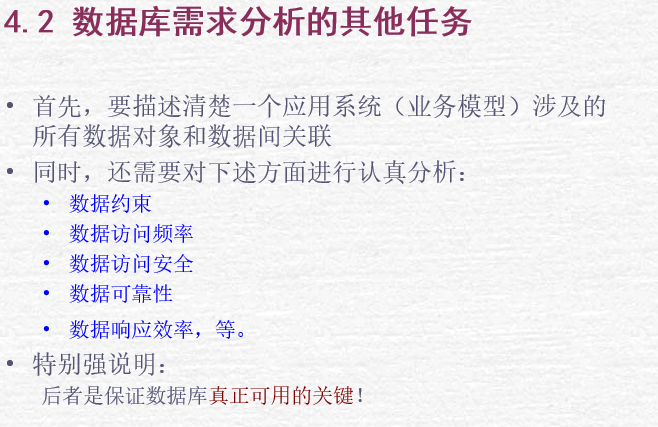 4.2 数据库需求分析的其他任务
• 首先，要描述清楚一个应用系统（业务模型）涉及的
所有数据对象和数据间关联
• 同时，还需要对下述方面进行认真分析：
• 数据约束
• 数据访问频率
• 数据访问安全
• 数据可靠性
• 数据响应效率，等。
• 特别强说明：
后者是保证数据库真正可用的关键！